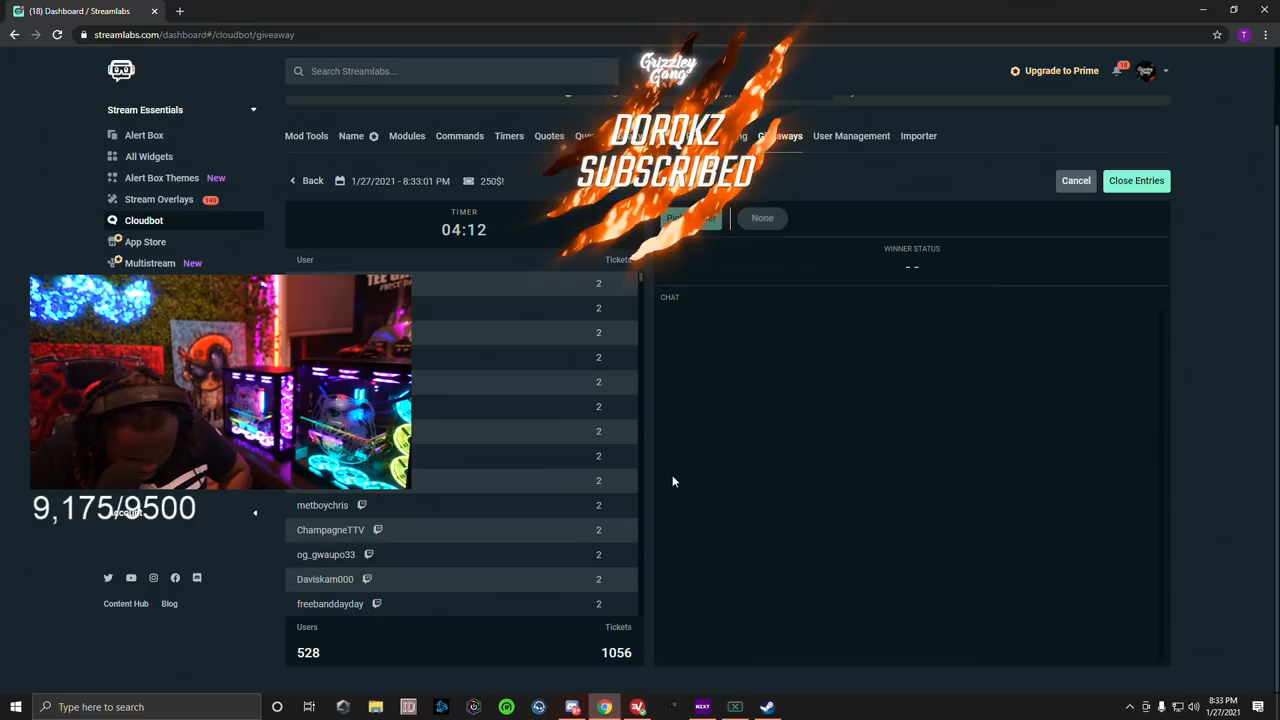 (18) Dashboard / Streamlabs
streamlabs.com/dashboard#/cloudbot/giveaway
T
Grizzley
Gang
Search Streamlabs...
Upgrade to Prime
18
Stream Essentials
Alert Box
All Widgets
Alert Box Themes New
Stream Overlays 140
Cloudbot
App Store
Multistream New
Mod Tools Name Modules Commands Timers Quotes Giveaways User Management Importer
DORQKZ
SUBSCRIBED
Back 1/27/2021 - 8:33:01 PM 250$! Cancel Close Entries
TIMER
04:12
None
User Tickets
WINNER STATUS
--
CHAT
2
2
2
2
2
2
2
2
2
metboychris 2
ChampagneTTV 2
og_gwaupo33 2
Daviskam000 2
freebanddayday 2
Users Tickets
528 1056
9,175/9500
Account
Content Hub Blog
Type here to search
NZXT
8:33 PM
1/27/2021